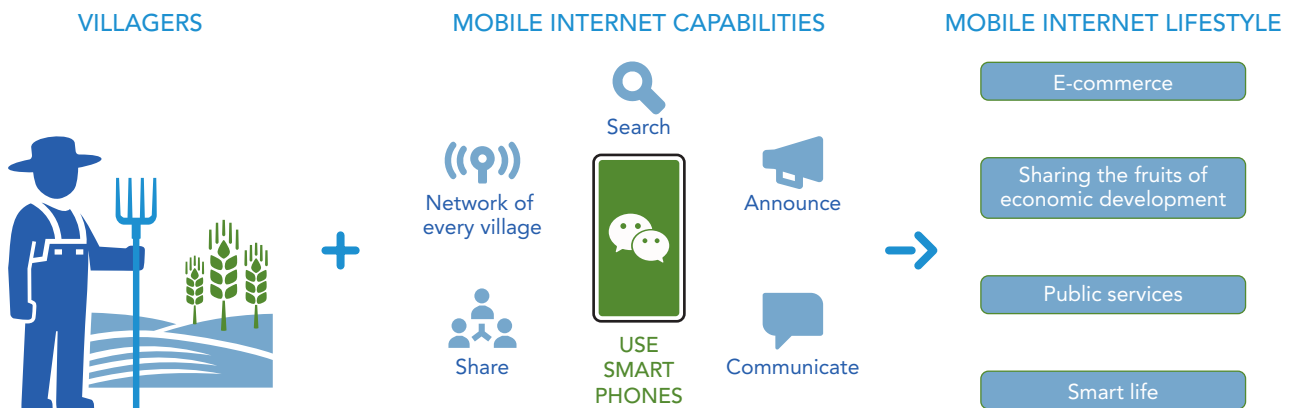 VILLAGERS
MOBILE INTERNET CAPABILITIES
MOBILE INTERNET LIFESTYLE
Search
Network of
every village
Announce
Share
USE
SMART
PHONES
Communicate
E-commerce
Sharing the fruits of
economic development
Public services
Smart life